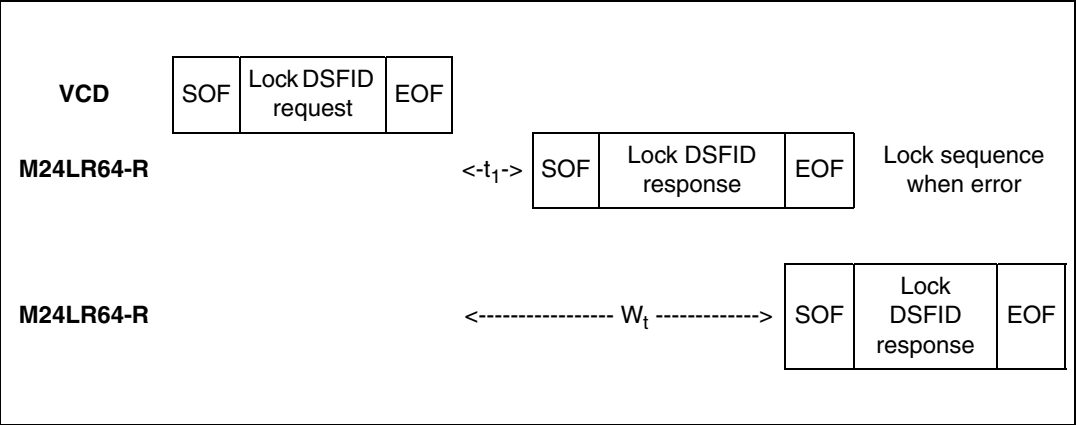 VCD SOF Lock DSFID request EOF
M24LR64-R <-t1-> SOF Lock DSFID response EOF Lock sequence when error
M24LR64-R <----------------- Wt -------------> SOF Lock DSFID response EOF